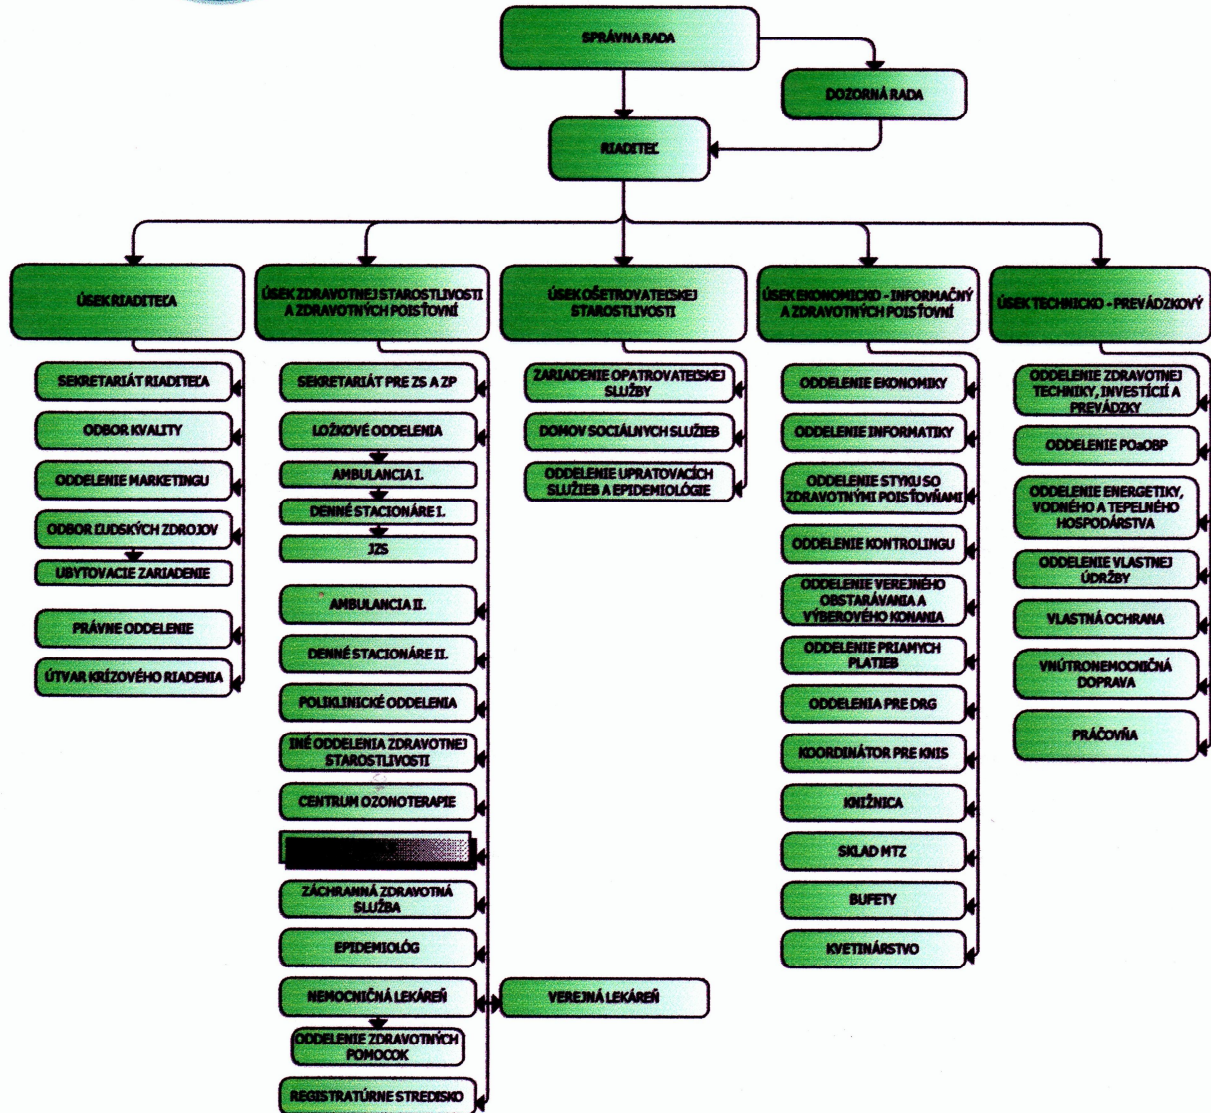 SPRÁVNA RADA
DOZORNÁ RADA
RIADITEĽ
ÚSEK RIADITEĽA
SEKRETARIÁT RIADITEĽA
ODBOR KVALITY
ODDELENIE MARKETINGU
ODBOR ĽUDSKÝCH ZDROJOV
UBYTOVACIE ZARIADENIE
PRÁVNE ODDELENIE
ÚTVAR KRÍZOVÉHO RIADENIA
ÚSEK ZDRAVOTNEJ STAROSTLIVOSTI
A ZDRAVOTNÝCH POISŤOVNÍ
SEKRETARIÁT PRE ZS A ZP
LOŽKOVÉ ODDELENIA
AMBULANCIA I.
DENNÉ STACIONÁRE I.
JZS
AMBULANCIA II.
DENNÉ STACIONÁRE II.
POLIKLINICKÉ ODDELENIA
INÉ ODDELENIA ZDRAVOTNEJ
STAROSTLIVOSTI
CENTRUM OZONOTERAPIE
ZÁCHRANNÁ ZDRAVOTNÁ
SLUŽBA
EPIDEMIOLÓG
NEMOCNIČNÁ LEKÁREŇ
VEREJNÁ LEKÁREŇ
ODDELENIE ZDRAVOTNÝCH
POMOCOK
REGISTRATÚRNE STREDISKO
ÚSEK OŠETROVATEĽSKEJ
STAROSTLIVOSTI
ZARIADENIE OPATROVATEĽSKEJ
SLUŽBY
DOMOV SOCIÁLNYCH SLUŽIEB
ODDELENIE UPRATOVACÍCH
SLUŽIEB A EPIDEMIOLÓGIE
ÚSEK EKONOMICKO - INFORMAČNÝ
A ZDRAVOTNÝCH POISŤOVNÍ
ODDELENIE EKONOMIKY
ODDELENIE INFORMATIKY
ODDELENIE STYKU SO
ZDRAVOTNÝMI POISŤOVŇAMI
ODDELENIE KONTROLINGU
ODDELENIE VEREJNÉHO
OBSTARÁVANIA A
VÝBEROVÉHO KONANIA
ODDELENIE PRIAMYCH
PLATIEB
ODDELENIA PRE DRG
KOORDINÁTOR PRE KNIS
KNIŽNICA
SKLAD MTZ
BUFETY
KVETINÁRSTVO
ÚSEK TECHNICKO - PREVÁDZKOVÝ
ODDELENIE ZDRAVOTNEJ
TECHNIKY, INVESTÍCIÍ A
PREVÁDZKY
ODDELENIE POaOBP
ODDELENIE ENERGETIKY,
VODNÉHO A TEPELNÉHO
HOSPODÁRSTVA
ODDELENIE VLASTNEJ
ÚDRŽBY
VLASTNÁ OCHRANA
VNÚTRONEMOCNIČNÁ
DOPRAVA
PRÁČOVŇA